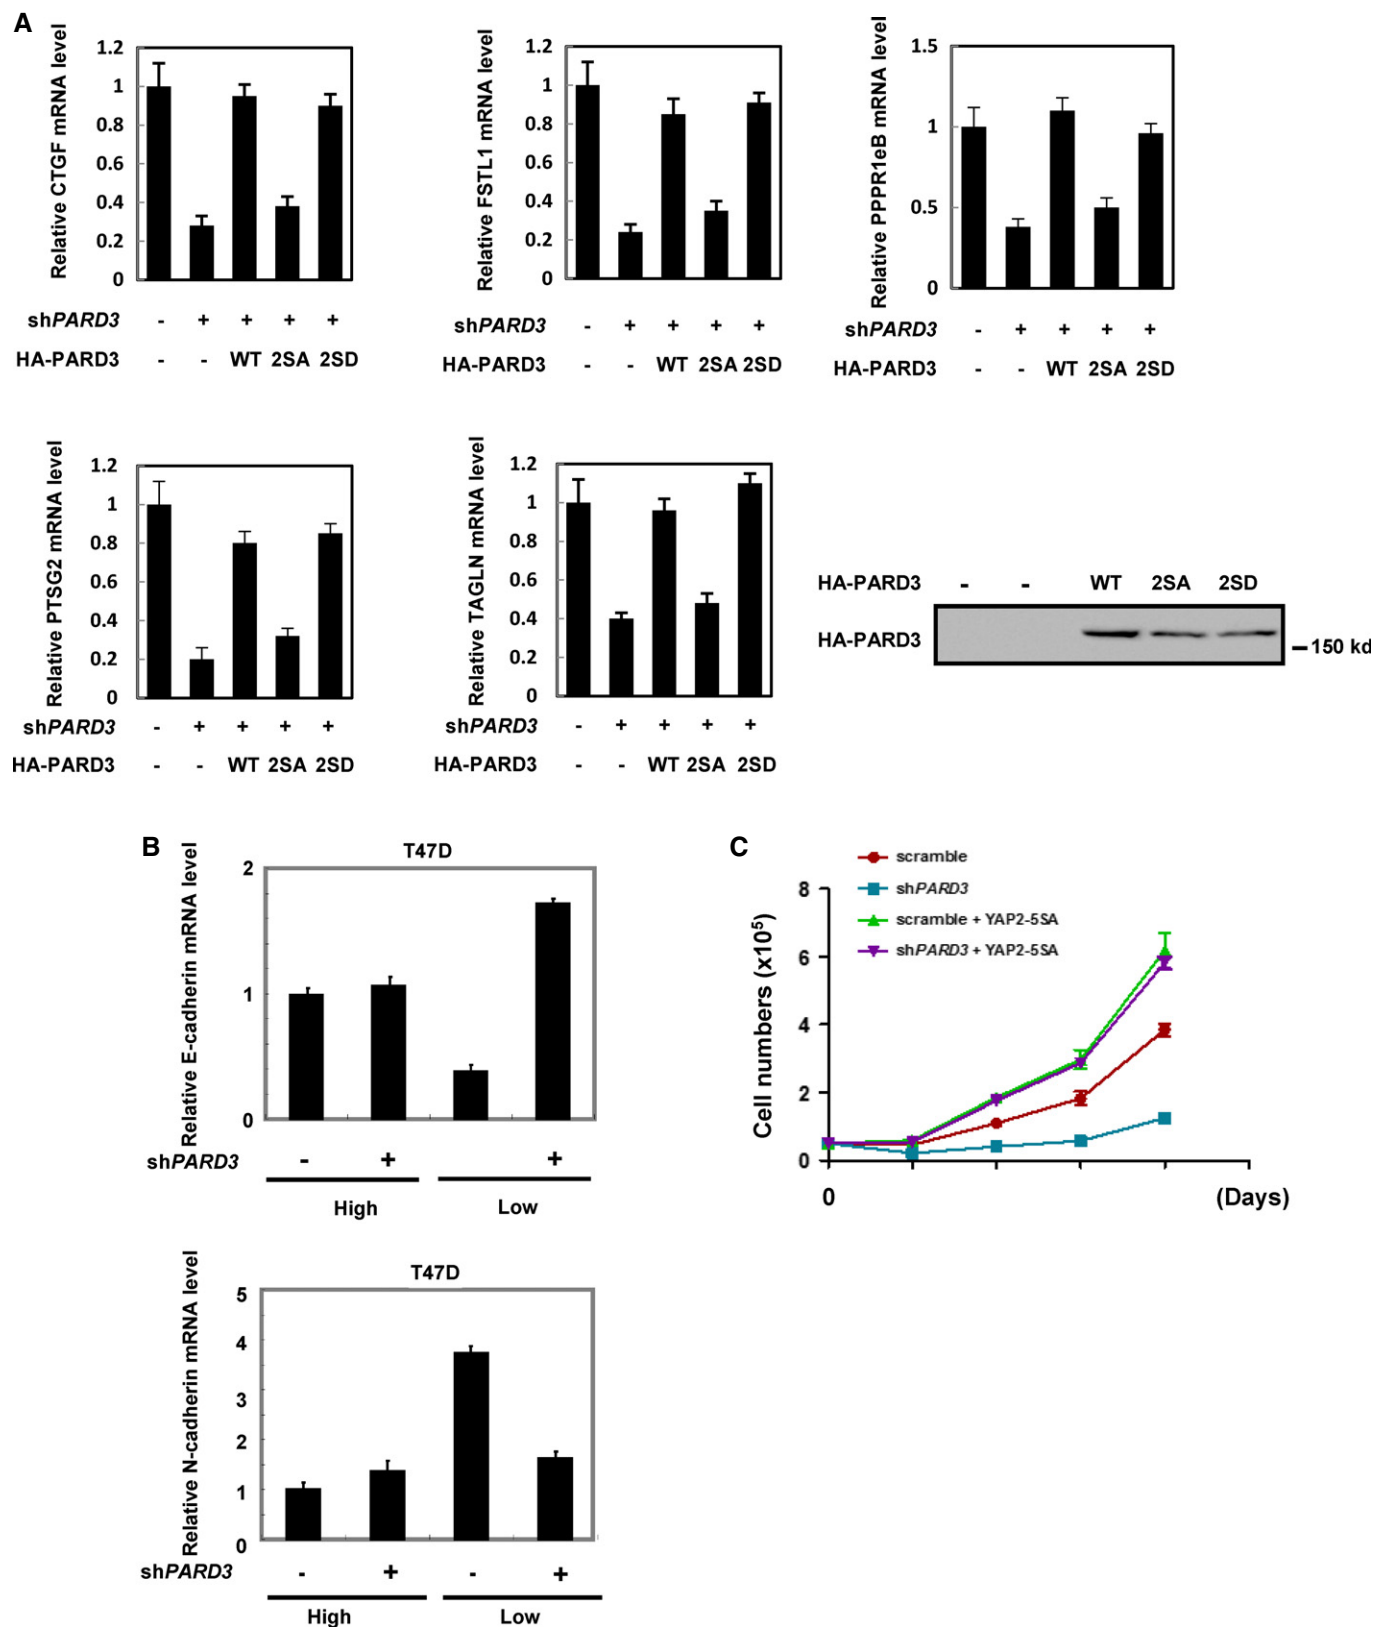 A
Relative CTGF mRNA level
1.2
1
0.8
0.6
0.4
0.2
0
shPARD3 - + + + +
HA-PARD3 - - WT 2SA 2SD
Relative FSTL1 mRNA level
1.2
1
0.8
0.6
0.4
0.2
0
shPARD3 - + + + +
HA-PARD3 - - WT 2SA 2SD
Relative PPPR1eB mRNA level
1.5
1
0.5
0
shPARD3 - + + + +
HA-PARD3 - - WT 2SA 2SD
Relative PTSG2 mRNA level
1.2
1
0.8
0.6
0.4
0.2
0
shPARD3 - + + + +
HA-PARD3 - - WT 2SA 2SD
Relative TAGLN mRNA level
1.2
1
0.8
0.6
0.4
0.2
0
shPARD3 - + + + +
HA-PARD3 - - WT 2SA 2SD
HA-PARD3 - - WT 2SA 2SD
HA-PARD3
150 kd
B
T47D
Relative E-cadherin mRNA level
2
1
0
shPARD3 - + +
High Low
T47D
Relative N-cadherin mRNA level
5
4
3
2
1
0
shPARD3 - + - +
High Low
C
scramble
shPARD3
scramble + YAP2-5SA
shPARD3 + YAP2-5SA
Cell numbers (x10⁵)
8
6
4
2
0
0 (Days)